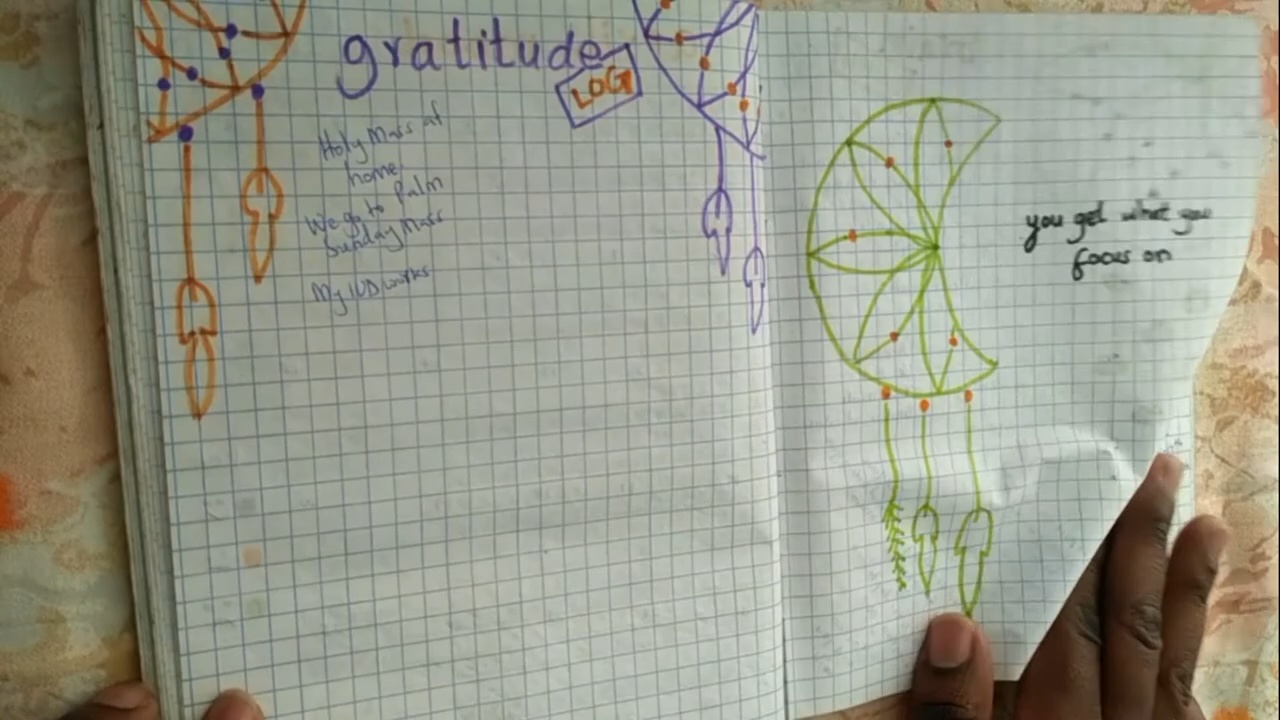 gratitude
LOG
Holy Mass at
home
We go to Palm
Sunday Mass
My IUD works
you get what you
focus on